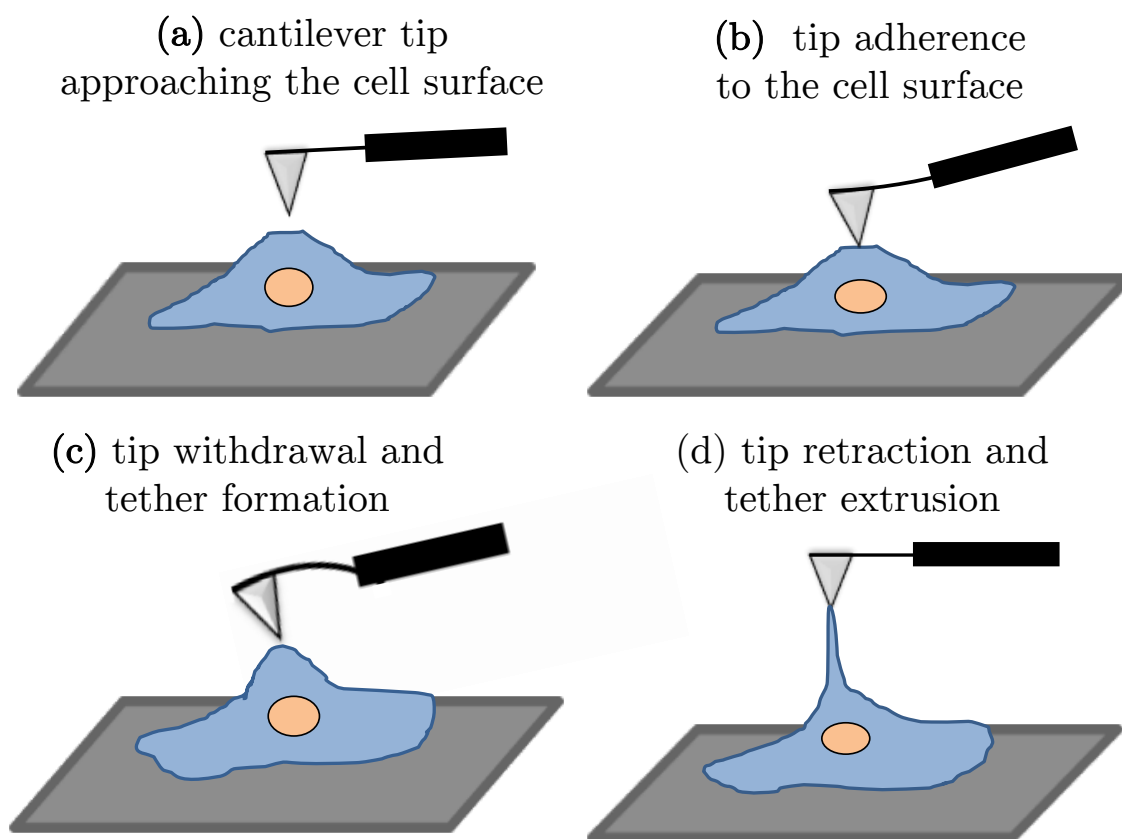 (a) cantilever tip
approaching the cell surface
(b) tip adherence
to the cell surface
(c) tip withdrawal and
tether formation
(d) tip retraction and
tether extrusion